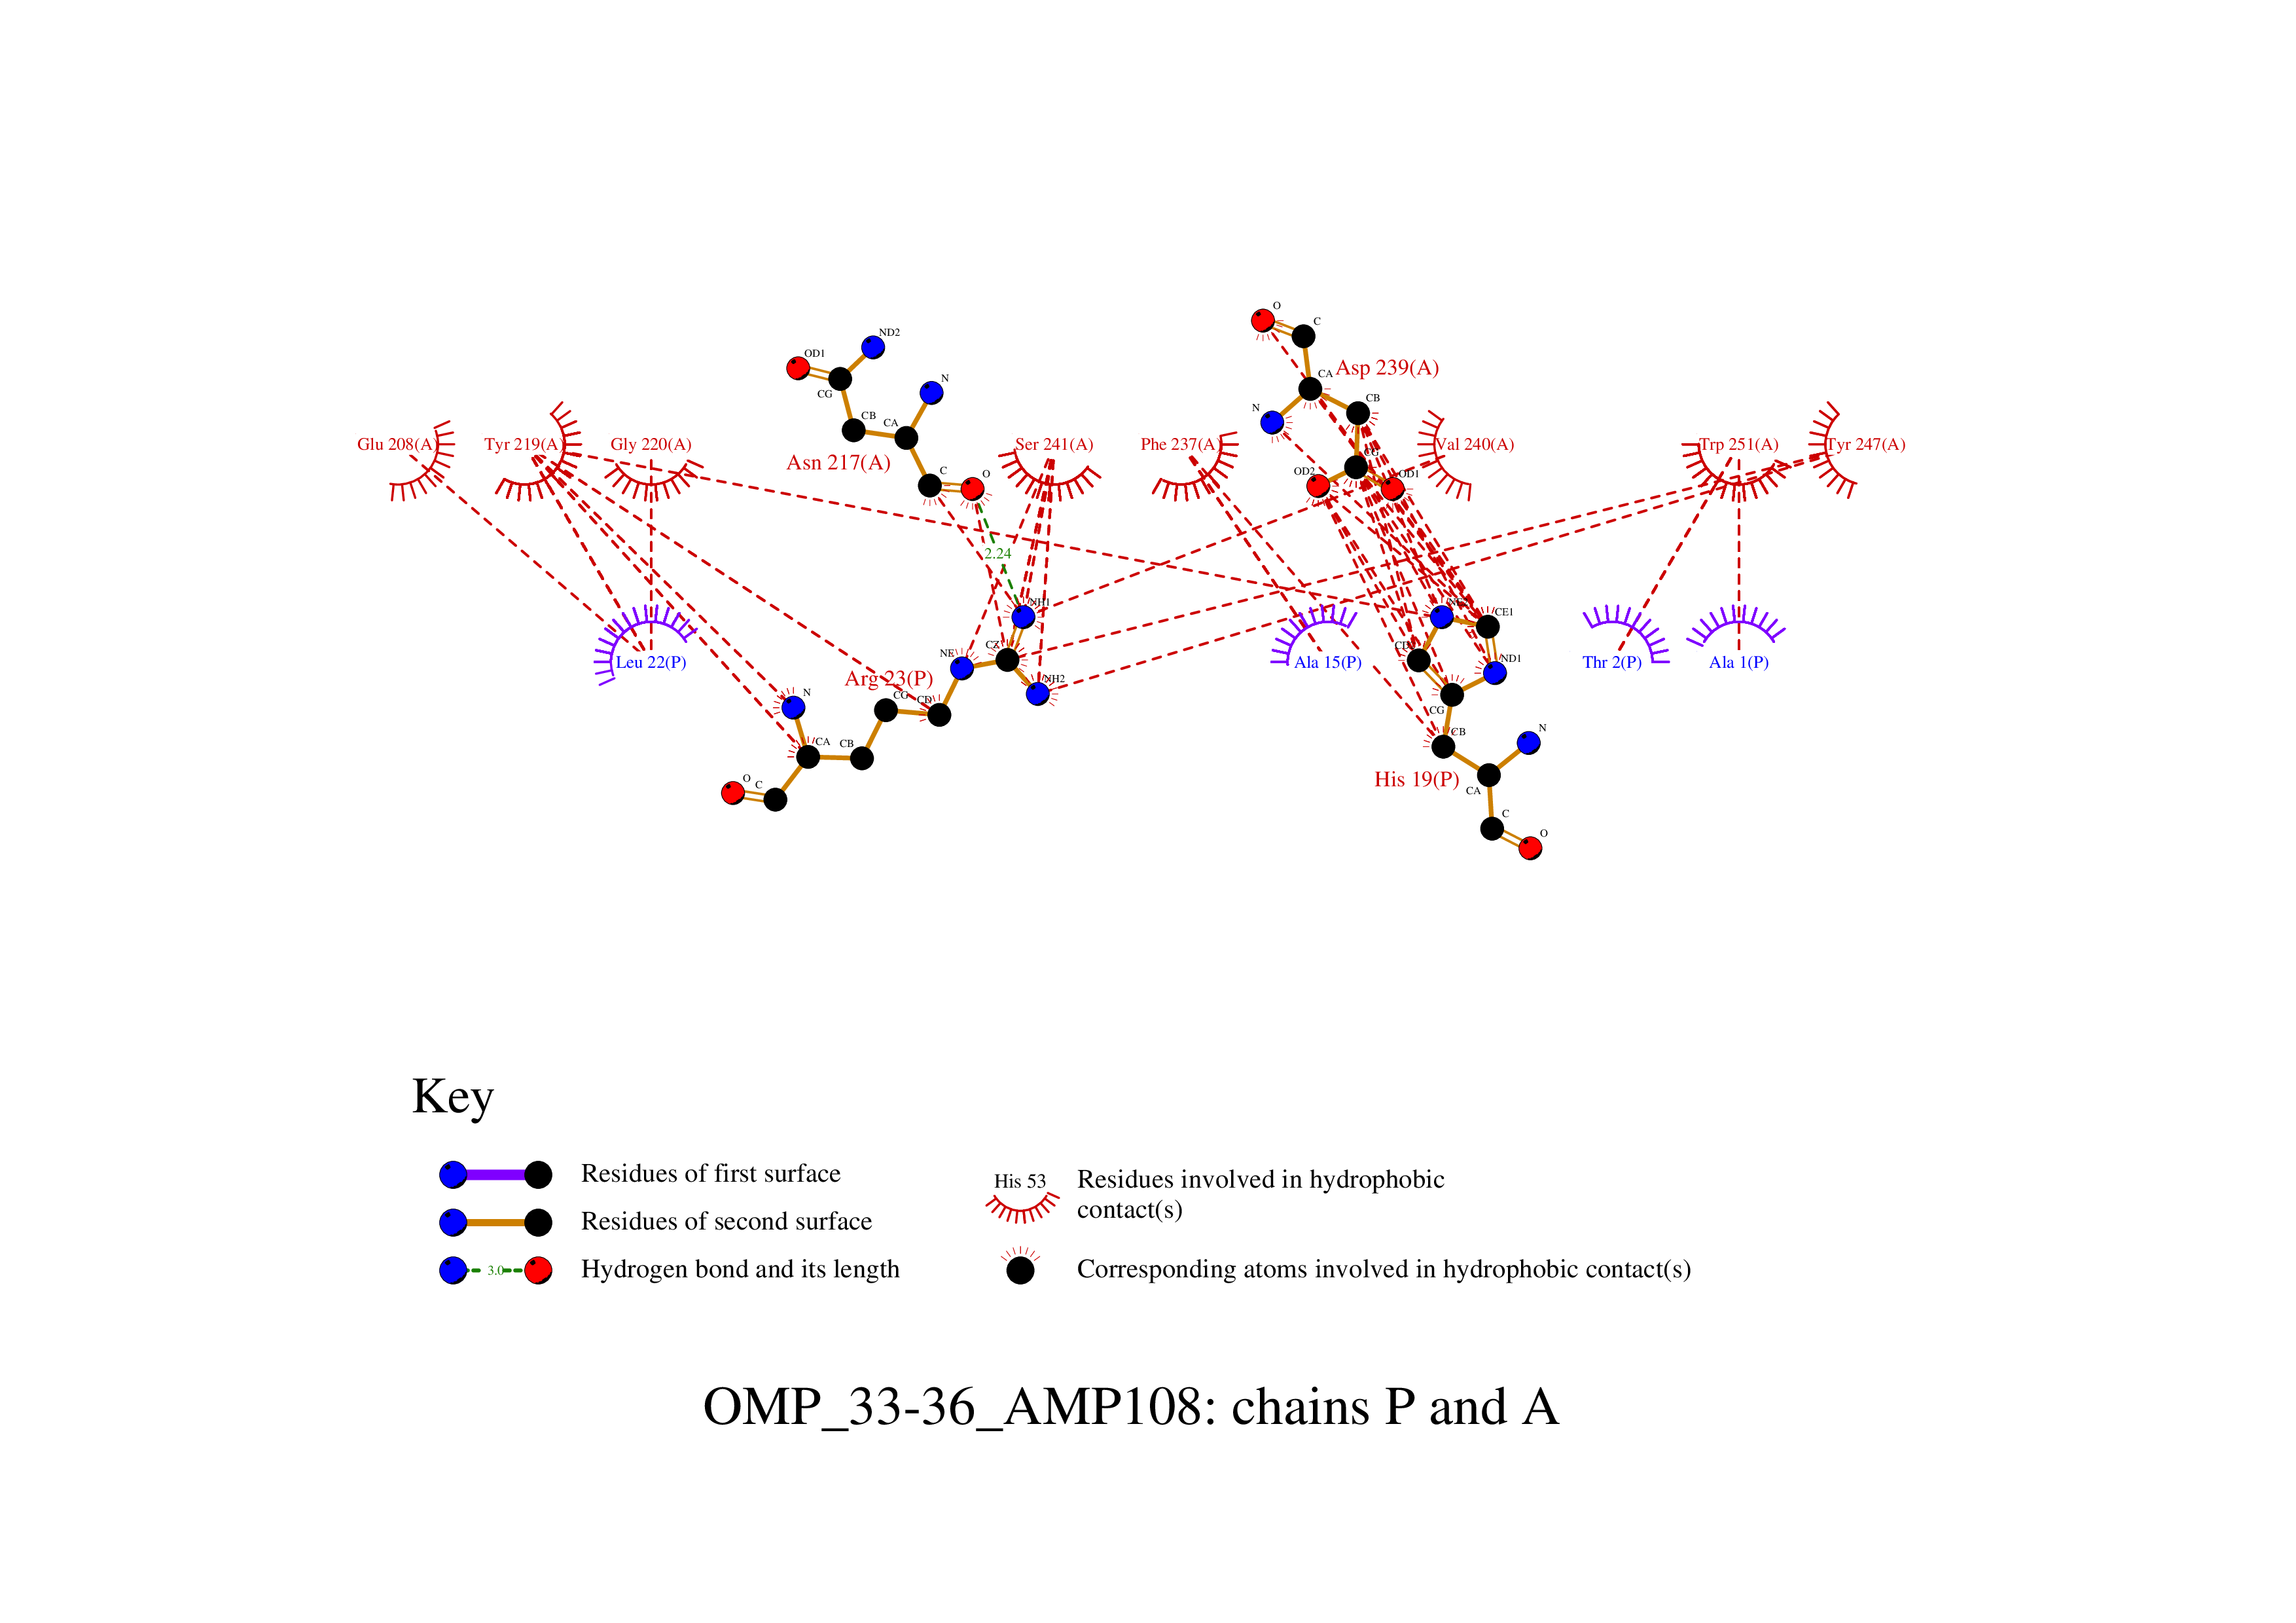 O
C
ND2
OD1
CA
Asp 239(A)
N
CG
N
CB
CB
CA
N
Glu 208(A)
Tyr 219(A)
Gly 220(A)
Asn 217(A)
Ser 241(A)
Phe 237(A)
CG
Val 240(A)
Trp 251(A)
Tyr 247(A)
C
O
OD2
OD1
2.24
NH1
CE1
CZ
NE
Leu 22(P)
Ala 15(P)
ND1
Thr 2(P)
Ala 1(P)
Arg 23(P)
NH2
N
CG
CD
CG
CA
CB
CB
N
O
C
His 19(P)
CA
C
O
Key
Residues of first surface
His 53
Residues involved in hydrophobic
contact(s)
Residues of second surface
3.0
Hydrogen bond and its length
Corresponding atoms involved in hydrophobic contact(s)
OMP_33-36_AMP108: chains P and A